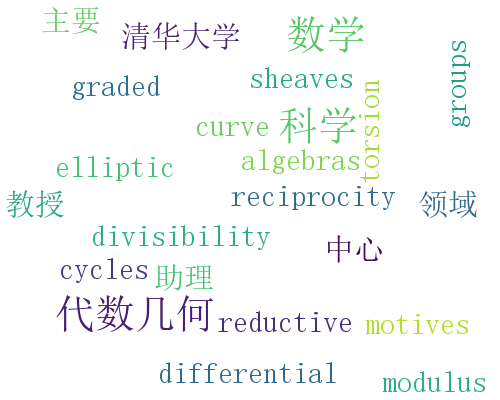 主要
清华大学
数学
graded
sheaves
groups
curve
科学
torsion
elliptic
algebras
教授
reciprocity
领域
divisibility
中心
cycles
助理
代数几何
reductive
motives
differential
modulus